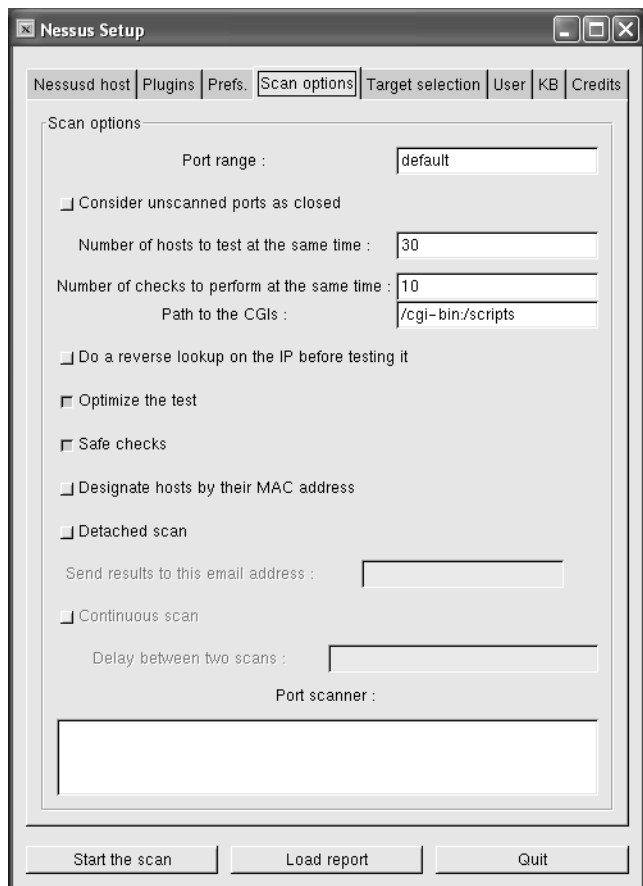 Nessus Setup
Nessusd host Plugins Prefs. Scan options Target selection User KB Credits
Scan options
Port range : default
Consider unscanned ports as closed
Number of hosts to test at the same time : 30
Number of checks to perform at the same time : 10
Path to the CGIs : /cgi-bin:/scripts
Do a reverse lookup on the IP before testing it
Optimize the test
Safe checks
Designate hosts by their MAC address
Detached scan
Send results to this email address :
Continuous scan
Delay between two scans :
Port scanner :
Start the scan Load report Quit